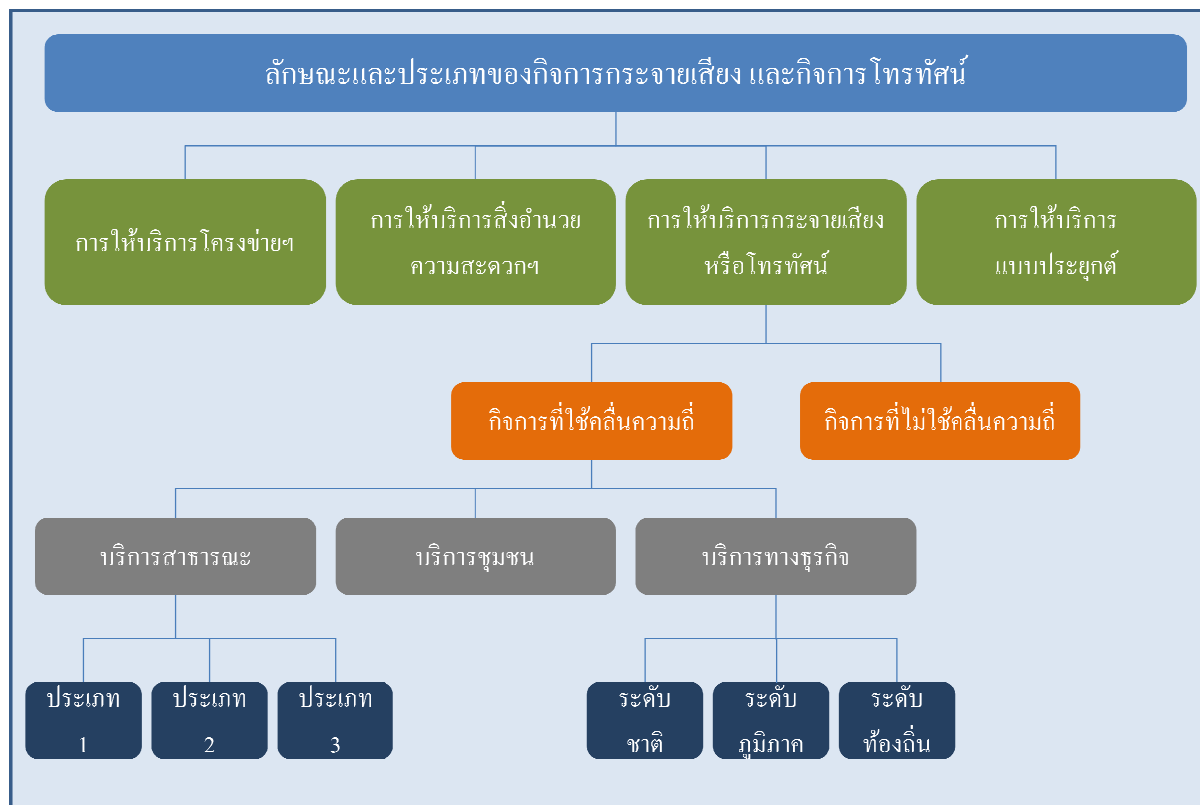 ลักษณะและประเภทของกิจการกระจายเสียง และกิจการโทรทัศน์
การให้บริการโครงข่ายฯ
การให้บริการสิ่งอำนวย
ความสะดวกฯ
การให้บริการกระจายเสียง
หรือโทรทัศน์
การให้บริการ
แบบประยุกต์
กิจการที่ใช้คลื่นความถี่
กิจการที่ไม่ใช้คลื่นความถี่
บริการสาธารณะ
บริการชุมชน
บริการทางธุรกิจ
ประเภท
1
ประเภท
2
ประเภท
3
ระดับ
ชาติ
ระดับ
ภูมิภาค
ระดับ
ท้องถิ่น